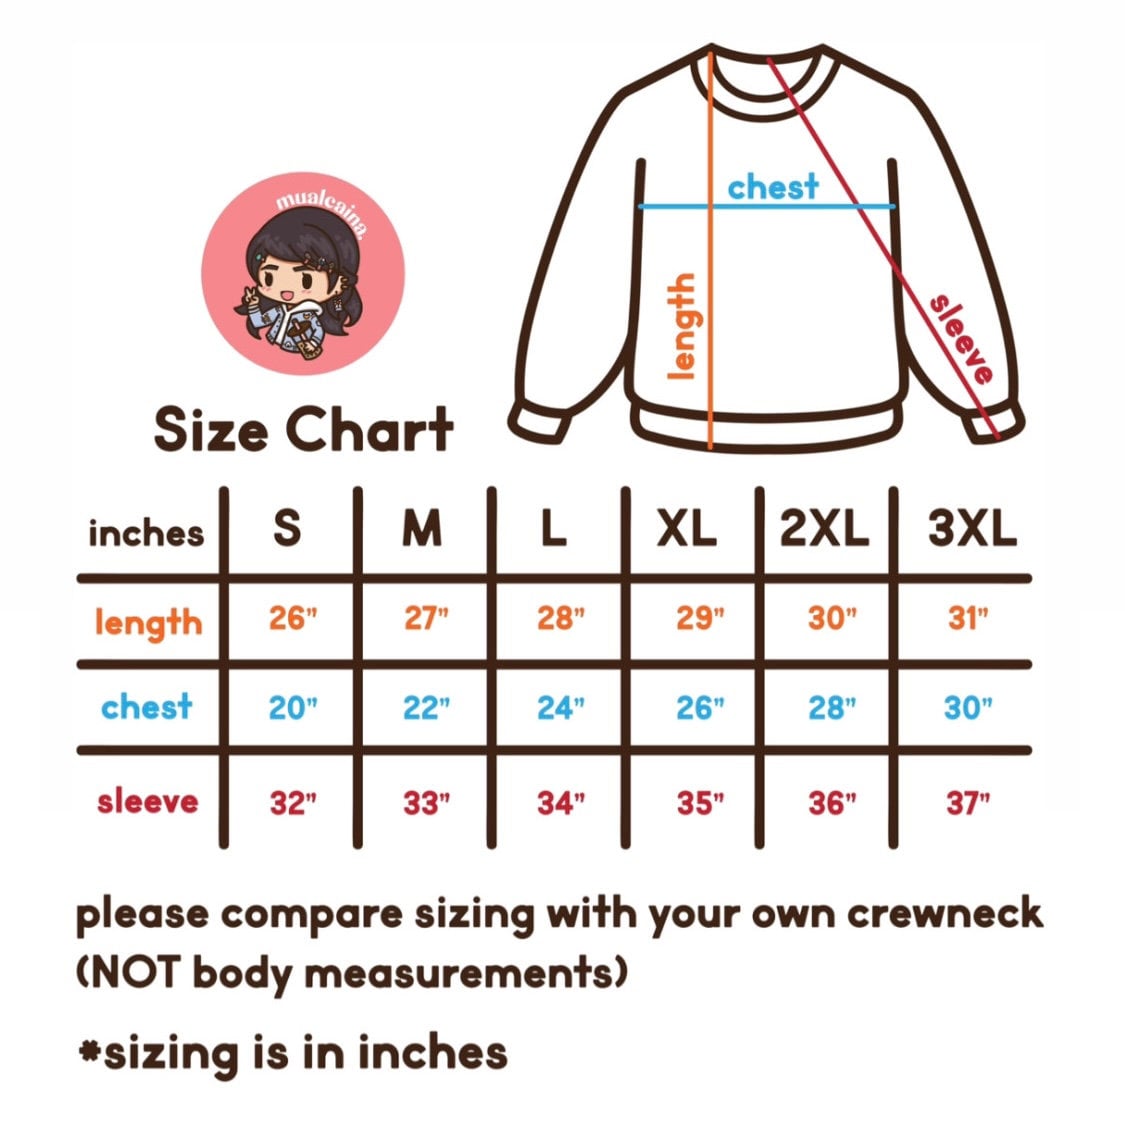 mualcaina.
chest
length
sleeve
Size Chart
inches S M L XL 2XL 3XL
length 26” 27” 28” 29” 30” 31”
chest 20” 22” 24” 26” 28” 30”
sleeve 32” 33” 34” 35” 36” 37”
please compare sizing with your own crewneck
(NOT body measurements)
*sizing is in inches